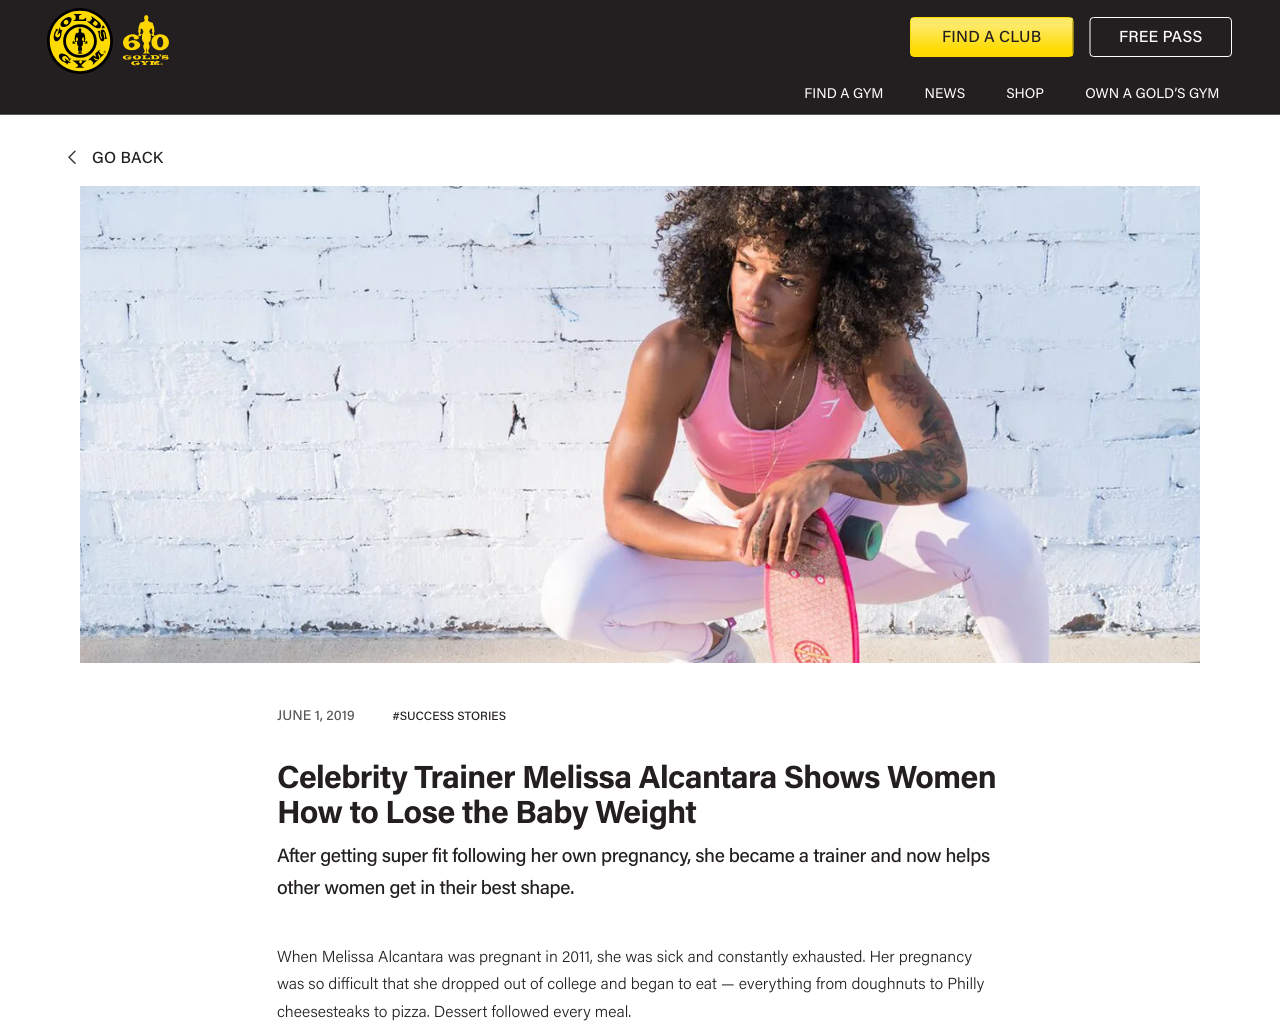 GOLD'S
GYM
60
GOLD'S
GYM
FIND A CLUB
FREE PASS
FIND A GYM
NEWS
SHOP
OWN A GOLD'S GYM
GO BACK
JUNE 1, 2019
#SUCCESS STORIES
Celebrity Trainer Melissa Alcantara Shows Women
How to Lose the Baby Weight
After getting super fit following her own pregnancy, she became a trainer and now helps
other women get in their best shape.
When Melissa Alcantara was pregnant in 2011, she was sick and constantly exhausted. Her pregnancy
was so difficult that she dropped out of college and began to eat — everything from doughnuts to Philly
cheesesteaks to pizza. Dessert followed every meal.